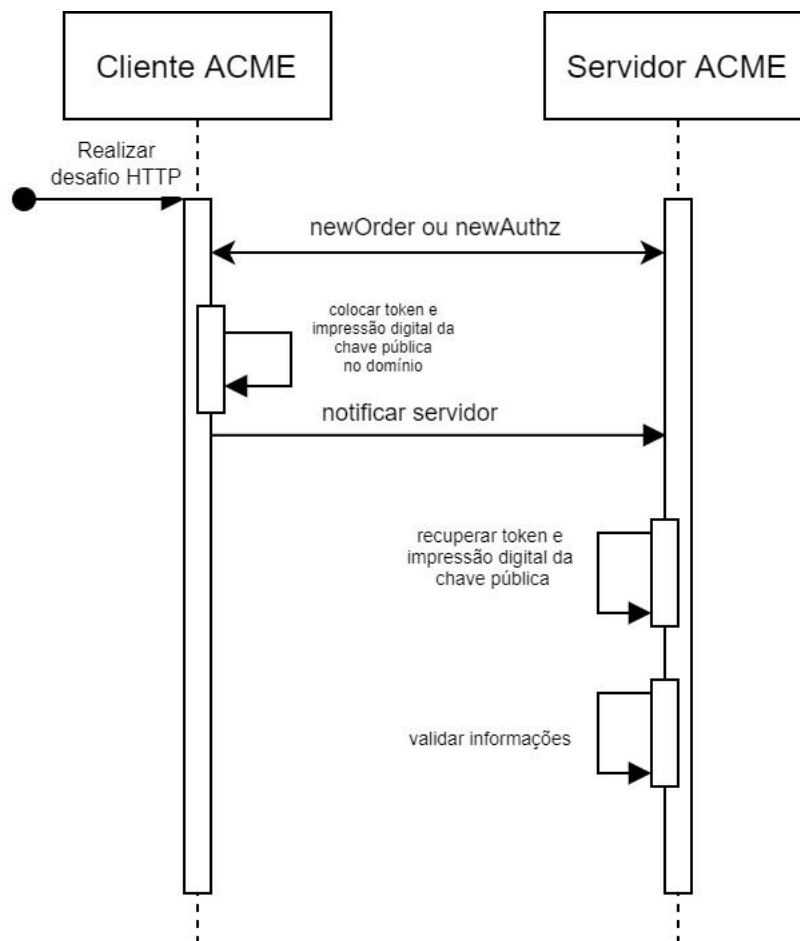 Cliente ACME
Servidor ACME
Realizar
desafio HTTP
newOrder ou newAuthz
colocar token e
impressão digital da
chave pública
no domínio
notificar servidor
recuperar token e
impressão digital da
chave pública
validar informações